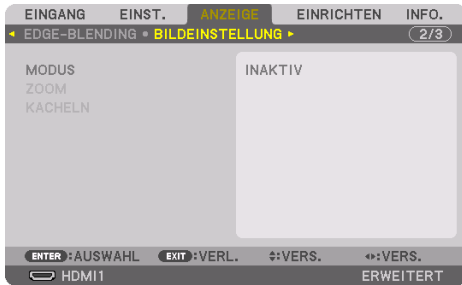 EINGANG EINST. ANZEIGE EINRICHTEN INFO.
◂ EDGE-BLENDING • BILDEINSTELLUNG ▸ 2/3
MODUS INAKTIV
ZOOM
KACHELN
ENTER :AUSWAHL EXIT :VERL. :VERS. :VERS.
HDMI1 ERWEITERT